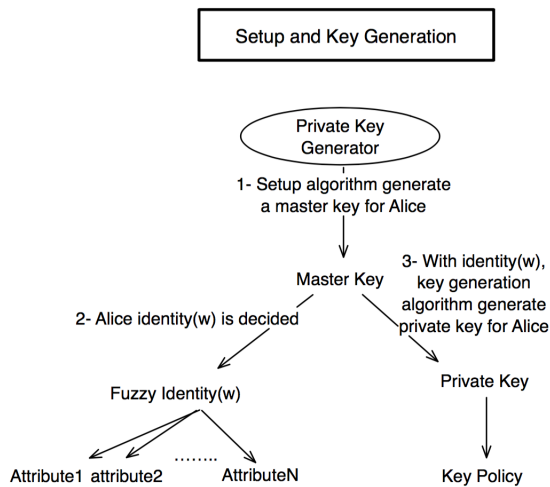 Setup and Key Generation
Private Key
Generator
1- Setup algorithm generate
a master key for Alice
Master Key
3- With identity(w),
key generation
algorithm generate
private key for Alice
2- Alice identity(w) is decided
Fuzzy Identity(w)
Private Key
Attribute1 attribute2 ........ AttributeN
Key Policy